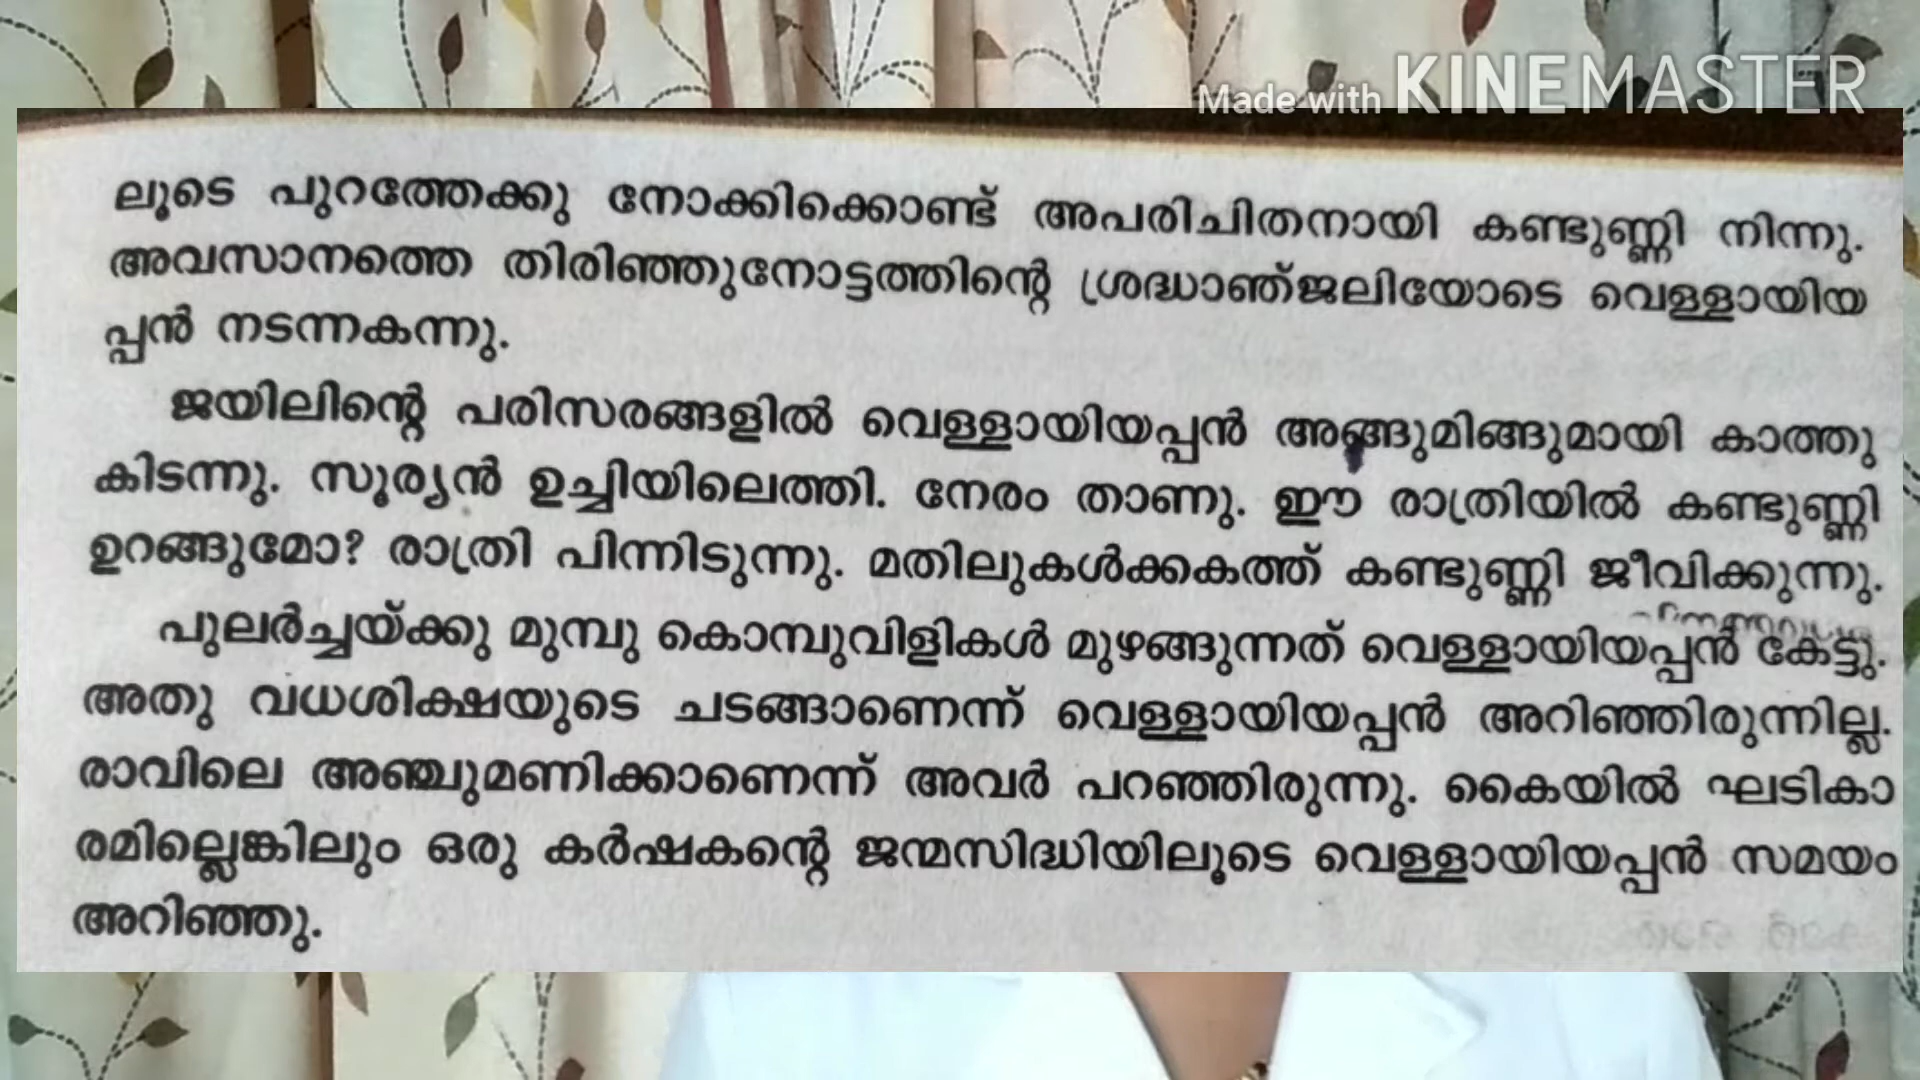 Made with KINEMASTER
ലൂടെ പുറത്തേക്കു നോക്കിക്കൊണ്ട് അപരിചിതനായി കണ്ടുണ്ണി നിന്നു.
അവസാനത്തെ തിരിഞ്ഞുനോട്ടത്തിന്റെ ശ്രദ്ധാഞ്ജലിയോടെ വെള്ളായിയ
പ്പൻ നടന്നകന്നു.
ജയിലിന്റെ പരിസരങ്ങളിൽ വെള്ളായിയപ്പൻ അങ്ങുമിങ്ങുമായി കാത്തു
കിടന്നു. സൂര്യൻ ഉച്ചിയിലെത്തി. നേരം താണു. ഈ രാത്രിയിൽ കണ്ടുണ്ണി
ഉറങ്ങുമോ? രാത്രി പിന്നിടുന്നു. മതിലുകൾക്കകത്ത് കണ്ടുണ്ണി ജീവിക്കുന്നു.
പുലർച്ചയ്ക്കു മുമ്പു കൊമ്പുവിളികൾ മുഴങ്ങുന്നത് വെള്ളായിയപ്പൻ കേട്ടു.
അതു വധശിക്ഷയുടെ ചടങ്ങാണെന്ന് വെള്ളായിയപ്പൻ അറിഞ്ഞിരുന്നില്ല.
രാവിലെ അഞ്ചുമണിക്കാണെന്ന് അവർ പറഞ്ഞിരുന്നു. കൈയിൽ ഘടികാ
രമില്ലെങ്കിലും ഒരു കർഷകന്റെ ജന്മസിദ്ധിയിലൂടെ വെള്ളായിയപ്പൻ സമയം
അറിഞ്ഞു.